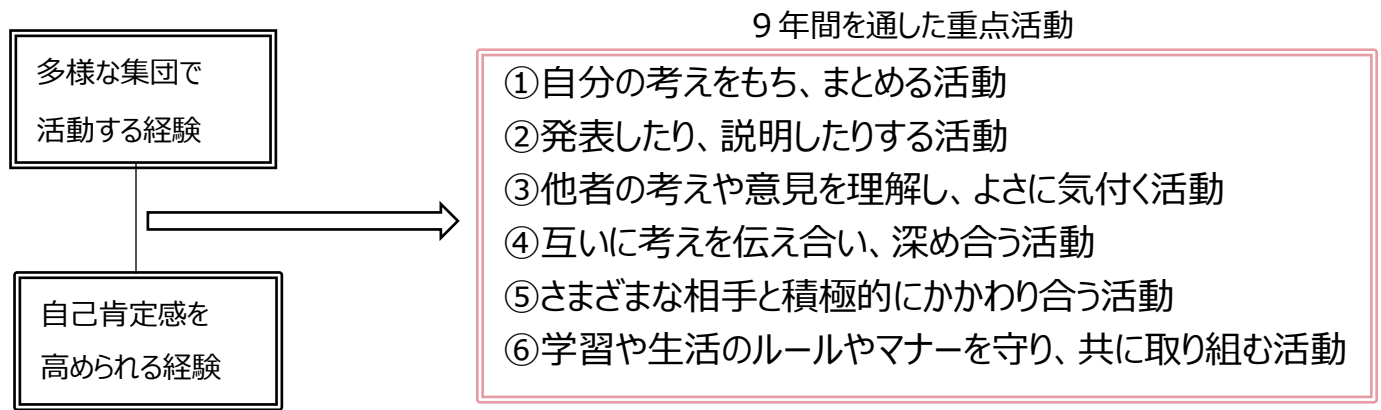 9年間を通した重点活動
多様な集団で
活動する経験
自己肯定感を
高められる経験
①自分の考えをもち、まとめる活動
②発表したり、説明したりする活動
③他者の考えや意見を理解し、よさに気付く活動
④互いに考えを伝え合い、深め合う活動
⑤さまざまな相手と積極的にかかわり合う活動
⑥学習や生活のルールやマナーを守り、共に取り組む活動